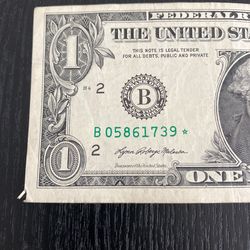 FEDERAL
1
THE UNITED STATES
THIS NOTE IS LEGAL TENDER
FOR ALL DEBTS, PUBLIC AND PRIVATE
2
B
B 05861739 *
2
1
ONE